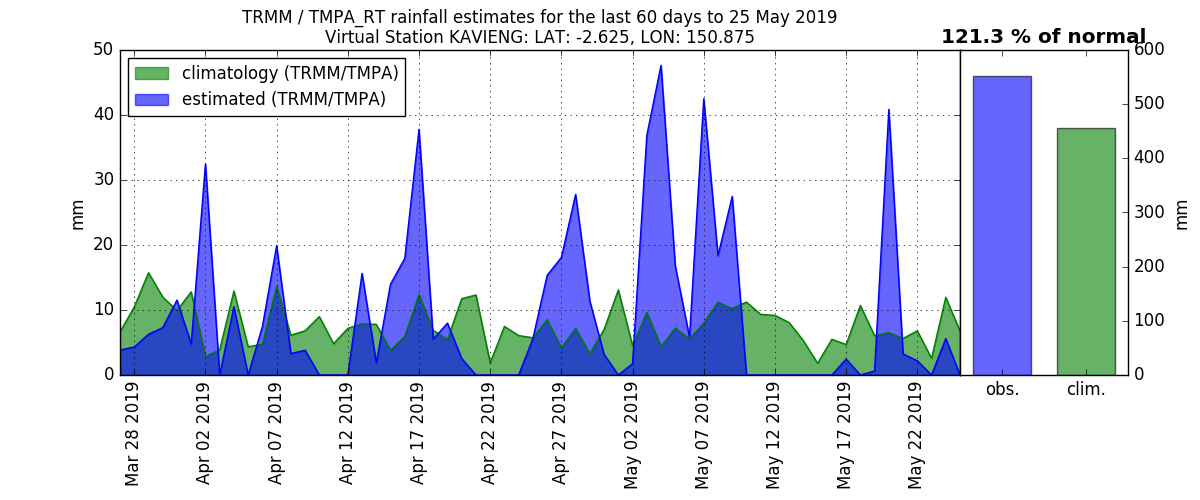 TRMM / TMPA_RT rainfall estimates for the last 60 days to 25 May 2019
Virtual Station KAVIENG: LAT: -2.625, LON: 150.875
121.3 % of normal
climatology (TRMM/TMPA)
estimated (TRMM/TMPA)
50
40
30
20
10
0
mm
Mar 28 2019
Apr 02 2019
Apr 07 2019
Apr 12 2019
Apr 17 2019
Apr 22 2019
Apr 27 2019
May 02 2019
May 07 2019
May 12 2019
May 17 2019
May 22 2019
obs.
clim.
600
500
400
300
200
100
0
mm